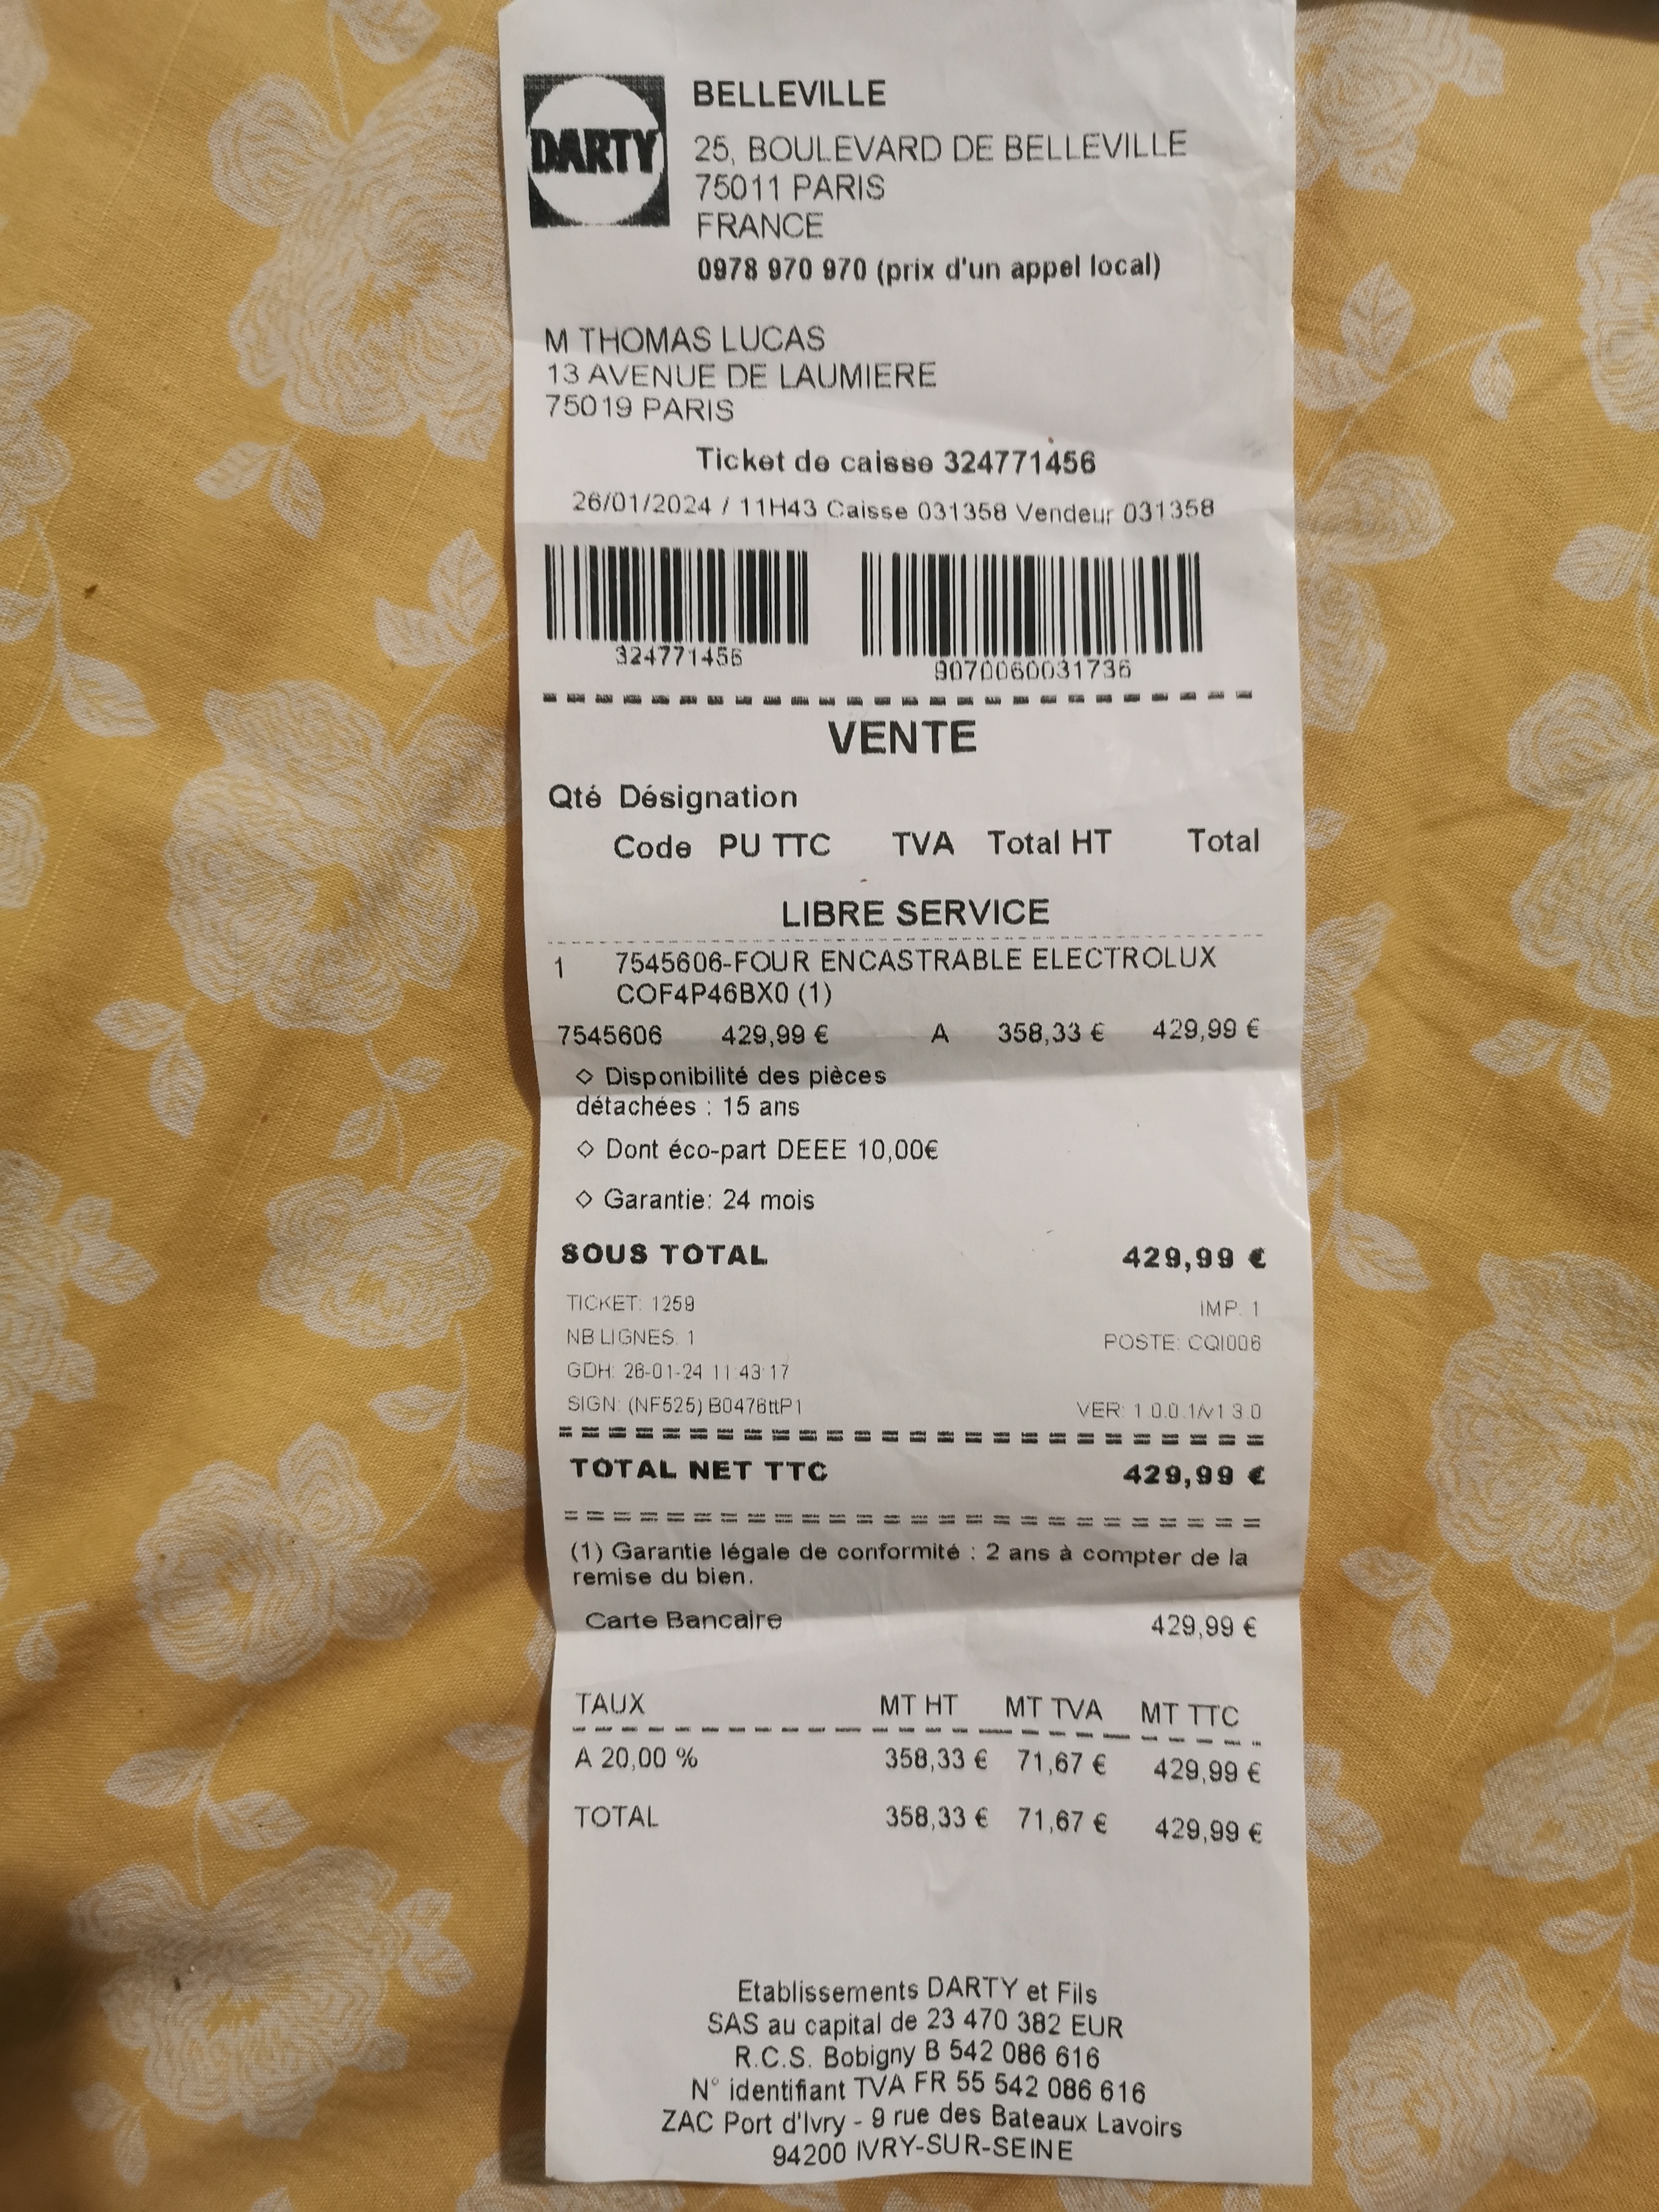 DARTY
BELLEVILLE
25, BOULEVARD DE BELLEVILLE
75011 PARIS
FRANCE
0978 970 970 (prix d'un appel local)
M THOMAS LUCAS
13 AVENUE DE LAUMIERE
75019 PARIS
Ticket de caisse 324771456
26/01/2024 / 11H43 Caisse 031358 Vendeur 031358
324771456 9070060031736
VENTE
Qté Désignation
Code PU TTC TVA Total HT Total
LIBRE SERVICE
1 7545606-FOUR ENCASTRABLE ELECTROLUX
COF4P46BX0 (1)
7545606 429,99 € A 358,33 € 429,99 €
◇ Disponibilité des pièces
détachées : 15 ans
◇ Dont éco-part DEEE 10,00€
◇ Garantie: 24 mois
SOUS TOTAL 429,99 €
TICKET: 1259 IMP: 1
NB LIGNES: 1 POSTE: CQI006
GDH: 26-01-24 11:43:17
SIGN: (NF525) B0476ttP1 VER: 1.0.0.1/v1.3.0
TOTAL NET TTC 429,99 €
(1) Garantie légale de conformité : 2 ans à compter de la
remise du bien.
Carte Bancaire 429,99 €
TAUX MT HT MT TVA MT TTC
A 20,00 % 358,33 € 71,67 € 429,99 €
TOTAL 358,33 € 71,67 € 429,99 €
Etablissements DARTY et Fils
SAS au capital de 23 470 382 EUR
R.C.S. Bobigny B 542 086 616
N° identifiant TVA FR 55 542 086 616
ZAC Port d'Ivry - 9 rue des Bateaux Lavoirs
94200 IVRY-SUR-SEINE